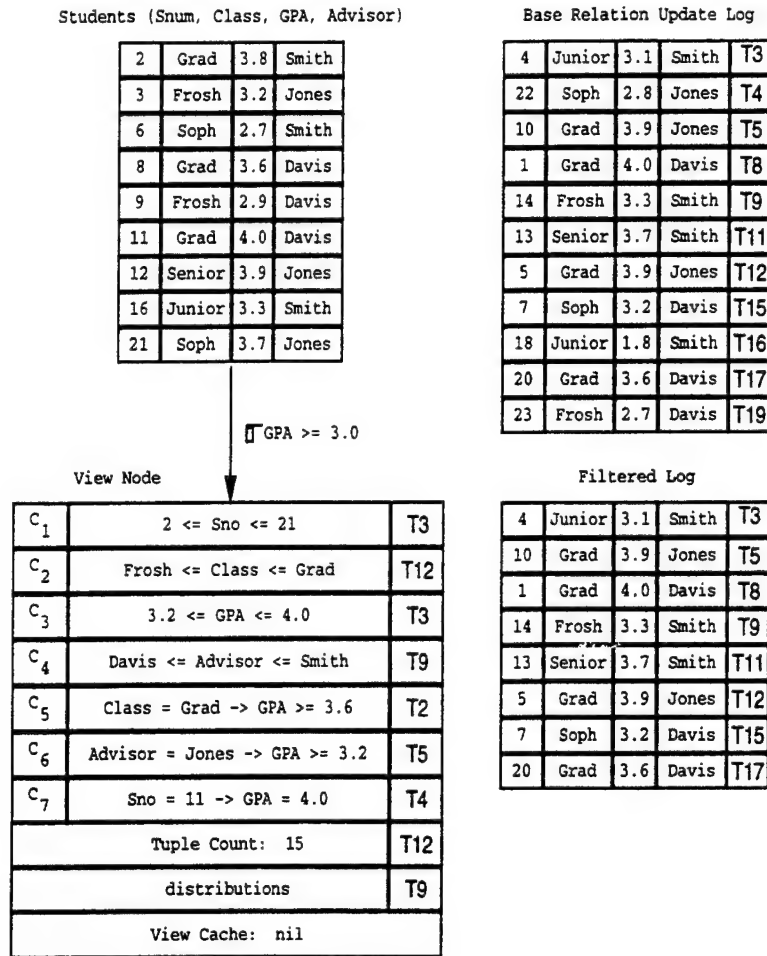 Students (Snum, Class, GPA, Advisor)
2 Grad 3.8 Smith
3 Frosh 3.2 Jones
6 Soph 2.7 Smith
8 Grad 3.6 Davis
9 Frosh 2.9 Davis
11 Grad 4.0 Davis
12 Senior 3.9 Jones
16 Junior 3.3 Smith
21 Soph 3.7 Jones
GPA >= 3.0
View Node
C1 2 <= Sno <= 21 T3
C2 Frosh <= Class <= Grad T12
C3 3.2 <= GPA <= 4.0 T3
C4 Davis <= Advisor <= Smith T9
C5 Class = Grad -> GPA >= 3.6 T2
C6 Advisor = Jones -> GPA >= 3.2 T5
C7 Sno = 11 -> GPA = 4.0 T4
Tuple Count: 15 T12
distributions T9
View Cache: nil
Base Relation Update Log
4 Junior 3.1 Smith T3
22 Soph 2.8 Jones T4
10 Grad 3.9 Jones T5
1 Grad 4.0 Davis T8
14 Frosh 3.3 Smith T9
13 Senior 3.7 Smith T11
5 Grad 3.9 Jones T12
7 Soph 3.2 Davis T15
18 Junior 1.8 Smith T16
20 Grad 3.6 Davis T17
23 Frosh 2.7 Davis T19
Filtered Log
4 Junior 3.1 Smith T3
10 Grad 3.9 Jones T5
1 Grad 4.0 Davis T8
14 Frosh 3.3 Smith T9
13 Senior 3.7 Smith T11
5 Grad 3.9 Jones T12
7 Soph 3.2 Davis T15
20 Grad 3.6 Davis T17